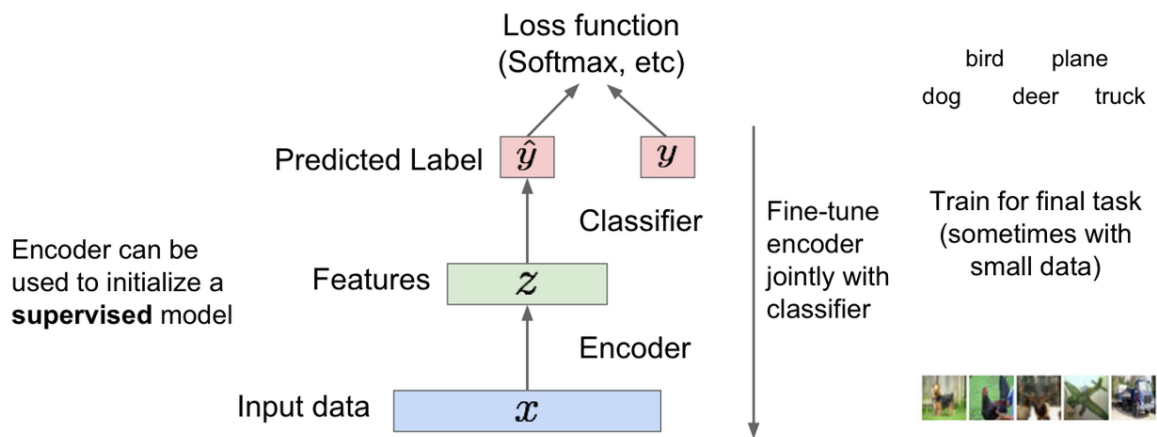 Loss function
(Softmax, etc)
bird plane
dog deer truck
Predicted Label
ŷ
y
Classifier
Fine-tune
encoder
jointly with
classifier
Train for final task
(sometimes with
small data)
Encoder can be
used to initialize a
supervised model
Features
z
Encoder
Input data
x